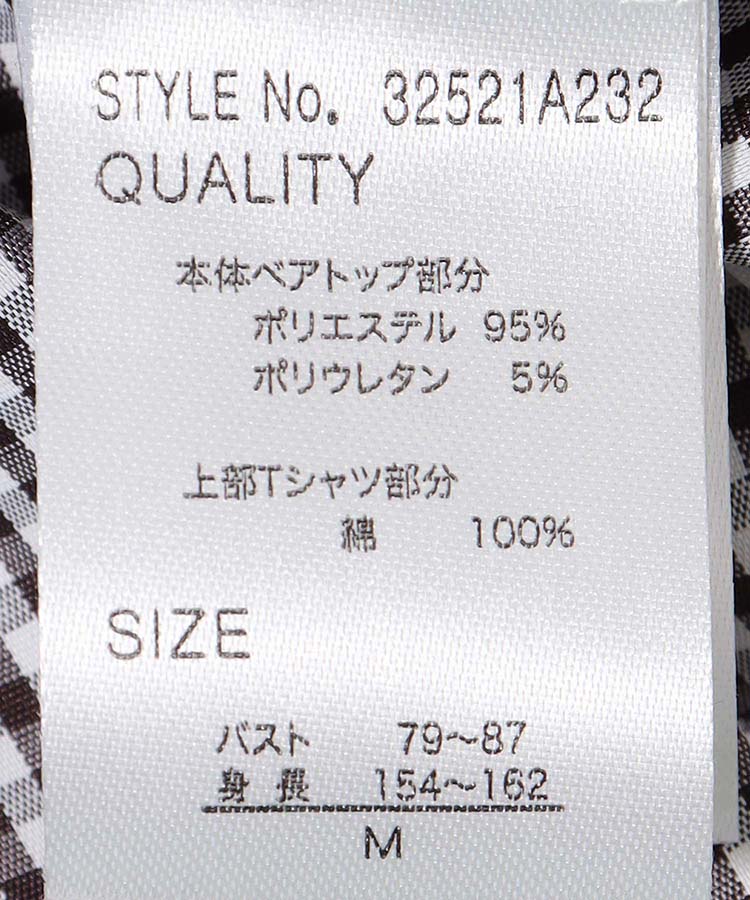 STYLE No. 32521A232
QUALITY
本体ベアトップ部分
ポリエステル 95%
ポリウレタン 5%
上部Tシャツ部分
綿 100%
SIZE
バスト 79〜87
身長 154〜162
M